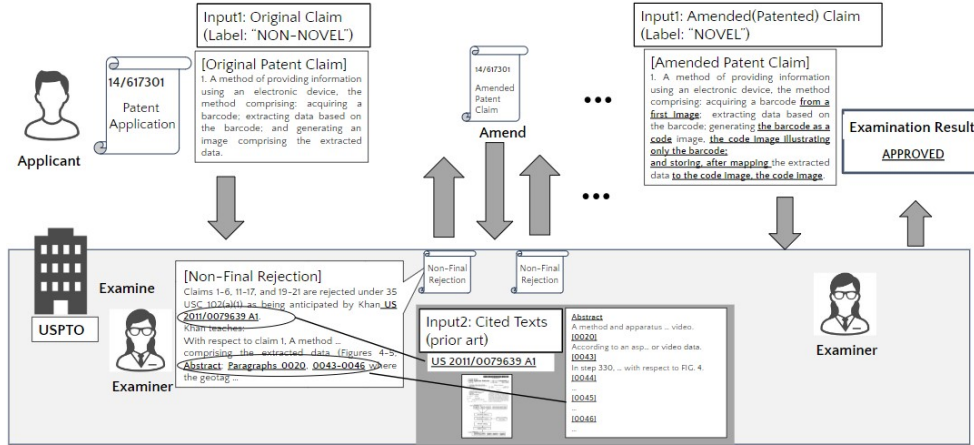 Input1: Original Claim
(Label: "NON-NOVEL")
14/617301
Patent
Application
Applicant
[Original Patent Claim]
1. A method of providing information
using an electronic device, the
method comprising: acquiring a
barcode; extracting data based on
the barcode; and generating an
image comprising the extracted
data.
14/617301
Amended
Patent
Claim
Amend
Input1: Amended(Patented) Claim
(Label: "NOVEL")
[Amended Patent Claim]
1. A method of providing information
using an electronic device, the
method comprising: acquiring a barcode from a
first image; extracting data based on
the barcode; generating the barcode as a
code image, the code image illustrating
only the barcode;
and storing, after mapping the extracted
data to the code image, the code image.
Examination Result
APPROVED
USPTO
Examine
Examiner
[Non-Final Rejection]
Claims 1-6, 11-17, and 19-21 are rejected under 35
USC 102(a)(1) as being anticipated by Khan US
2011/0079639 A1.
Khan teaches:
With respect to claim 1, A method ...
comprising the extracted data (Figures 4-5,
Abstract, Paragraphs 0020, 0043-0046 where
the geotag ...
Non-Final
Rejection
Non-Final
Rejection
Input2: Cited Texts
(prior art)
US 2011/0079639 A1
Abstract
A method and apparatus ... video.
[0020]
According to an asp... or video data.
[0043]
In step 330, ... with respect to FIG. 4.
[0044]
...
[0045]
...
[0046]
...
Examiner